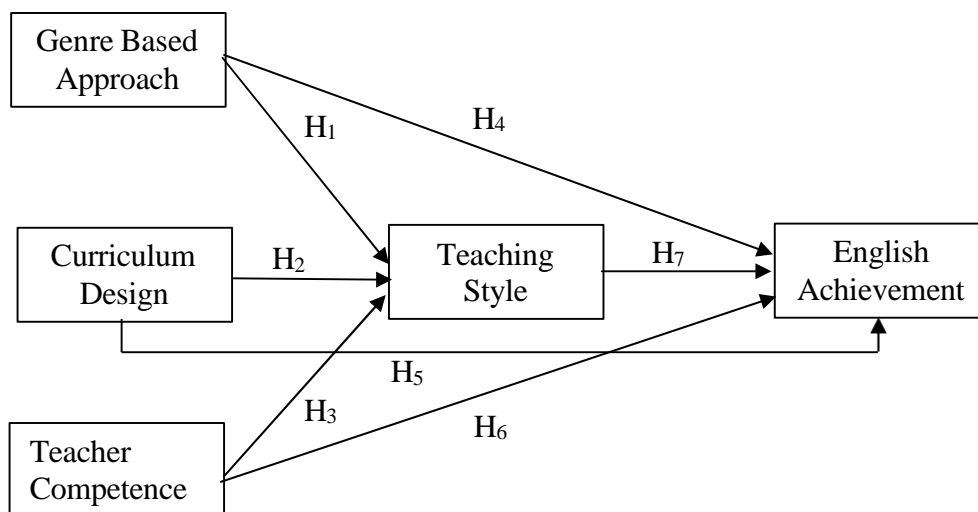 Genre Based
Approach
H1
H4
Curriculum
Design
H2
Teaching
Style
H7
English
Achievement
H5
H3
H6
Teacher
Competence